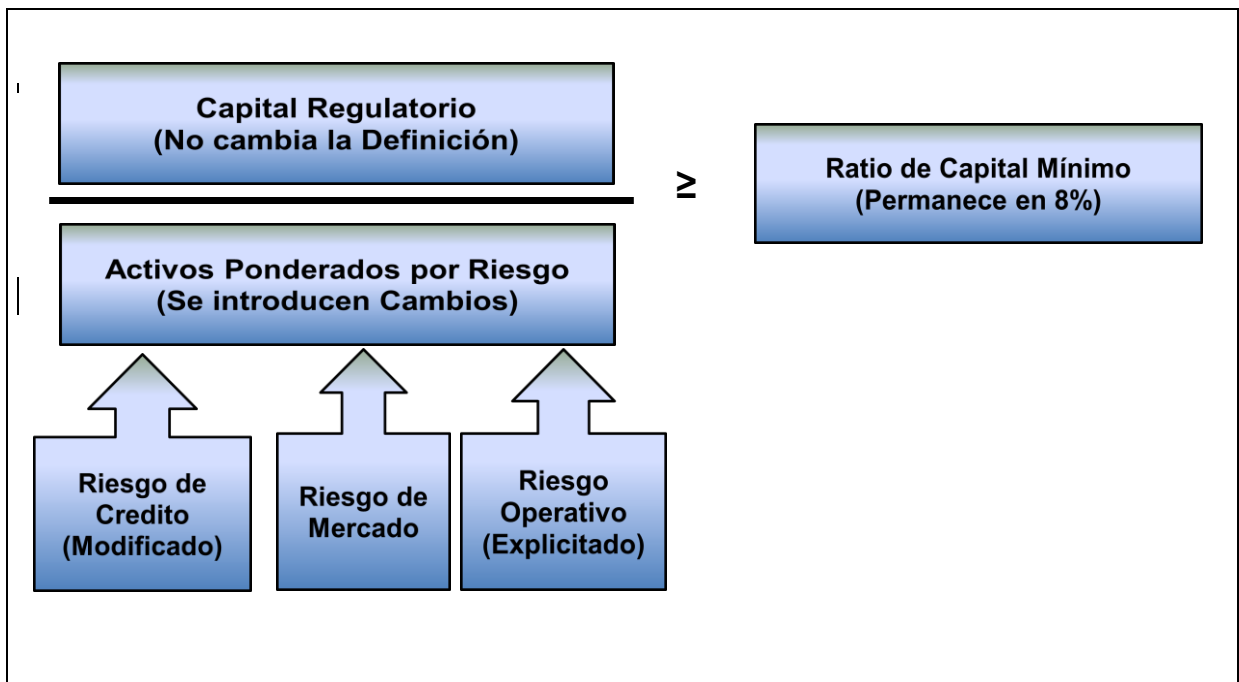 Capital Regulatorio
(No cambia la Definición)
≥
Ratio de Capital Mínimo
(Permanece en 8%)
Activos Ponderados por Riesgo
(Se introducen Cambios)
Riesgo de
Credito
(Modificado)
Riesgo de
Mercado
Riesgo
Operativo
(Explicitado)